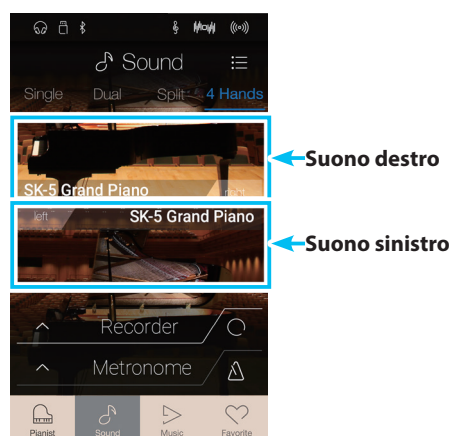 Sound
Single Dual Split 4 Hands
SK-5 Grand Piano right
Suono destro
left SK-5 Grand Piano
Suono sinistro
Recorder
Metronome
Pianist Sound Music Favorite